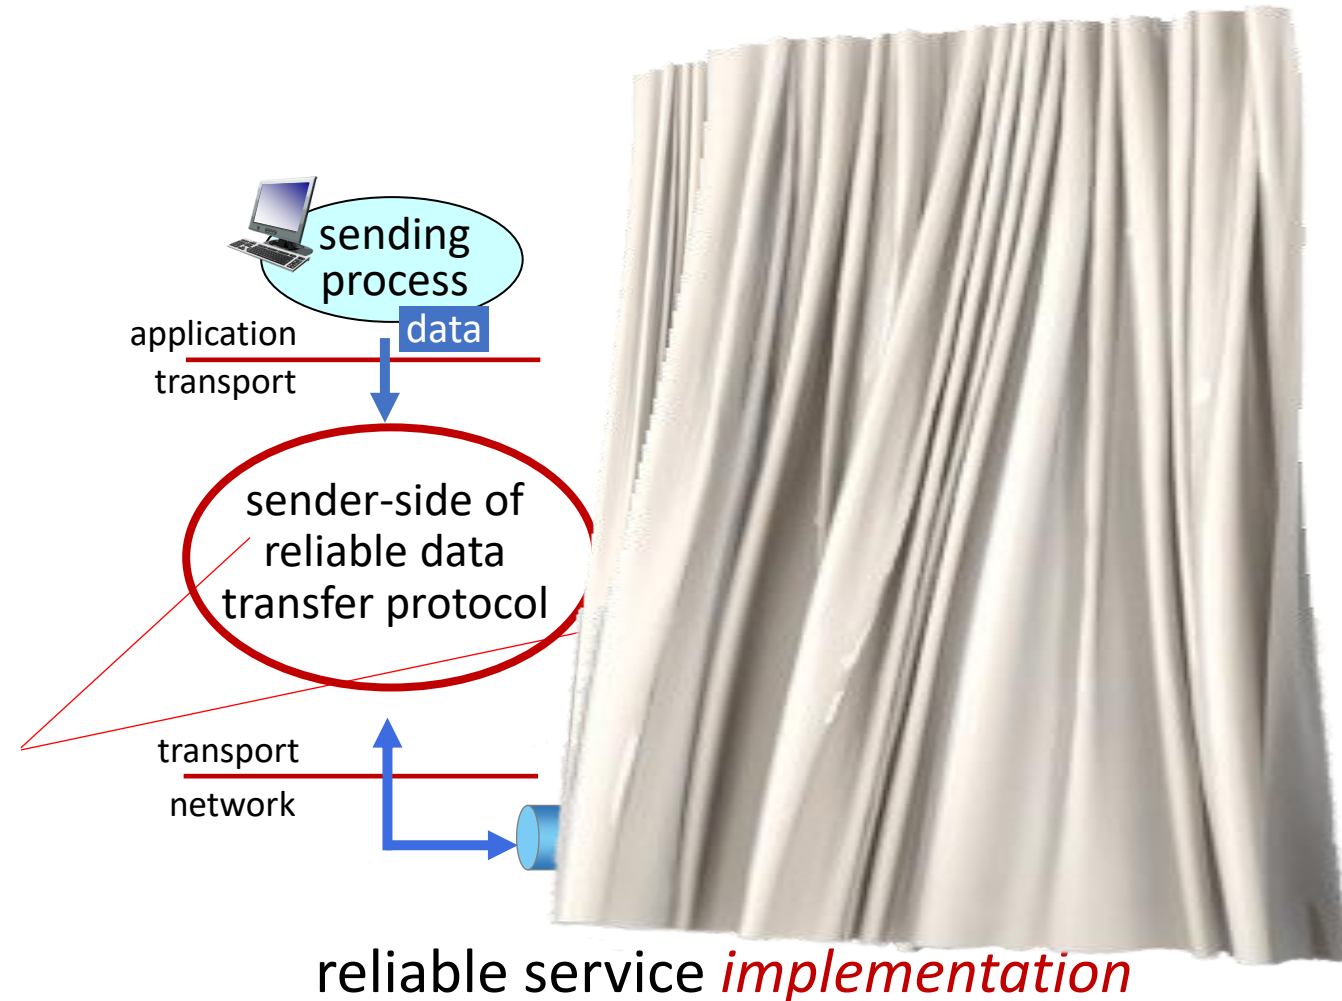 sending
process
data
application
transport
sender-side of
reliable data
transfer protocol
transport
network
reliable service implementation